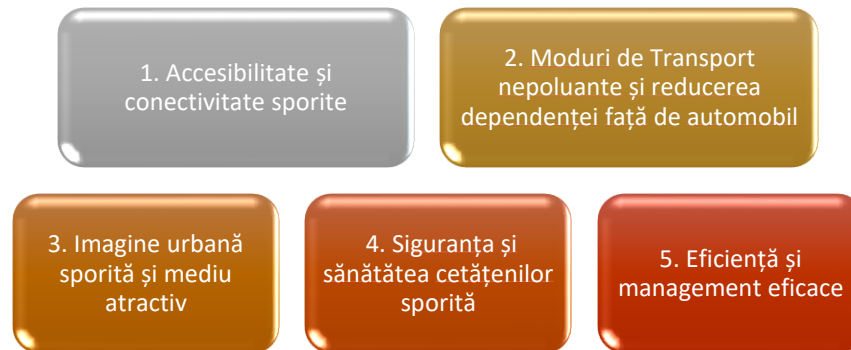 1. Accesibilitate și
conectivitate sporite
2. Moduri de Transport
nepoluante și reducerea
dependenței față de automobil
3. Imagine urbană
sporită și mediu
atractiv
4. Siguranța și
sănătătea cetățenilor
sporită
5. Eficiență și
management eficace